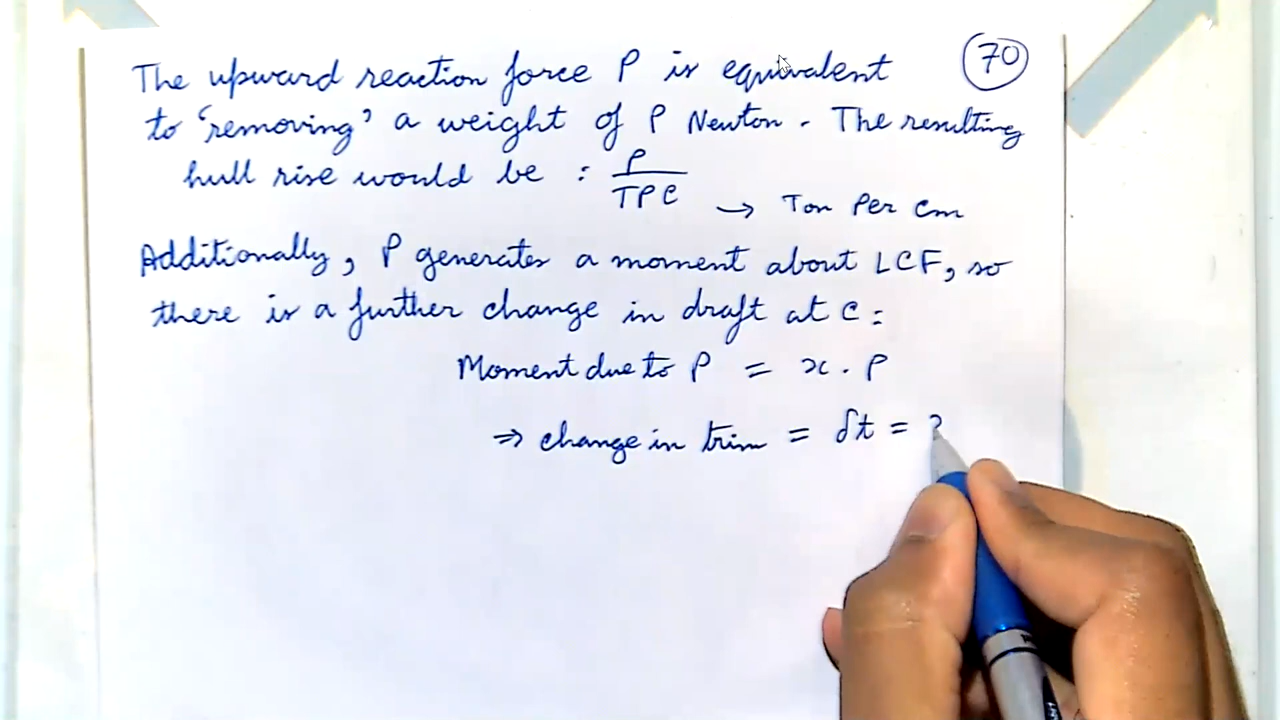 70
The upward reaction force P is equivalent
to 'removing' a weight of P Newton. The resulting
hull rise would be : P/TPC → Ton Per cm
Additionally, P generates a moment about LCF, so
there is a further change in draft at C :
Moment due to P = x . P
⇒ change in trim = δt =